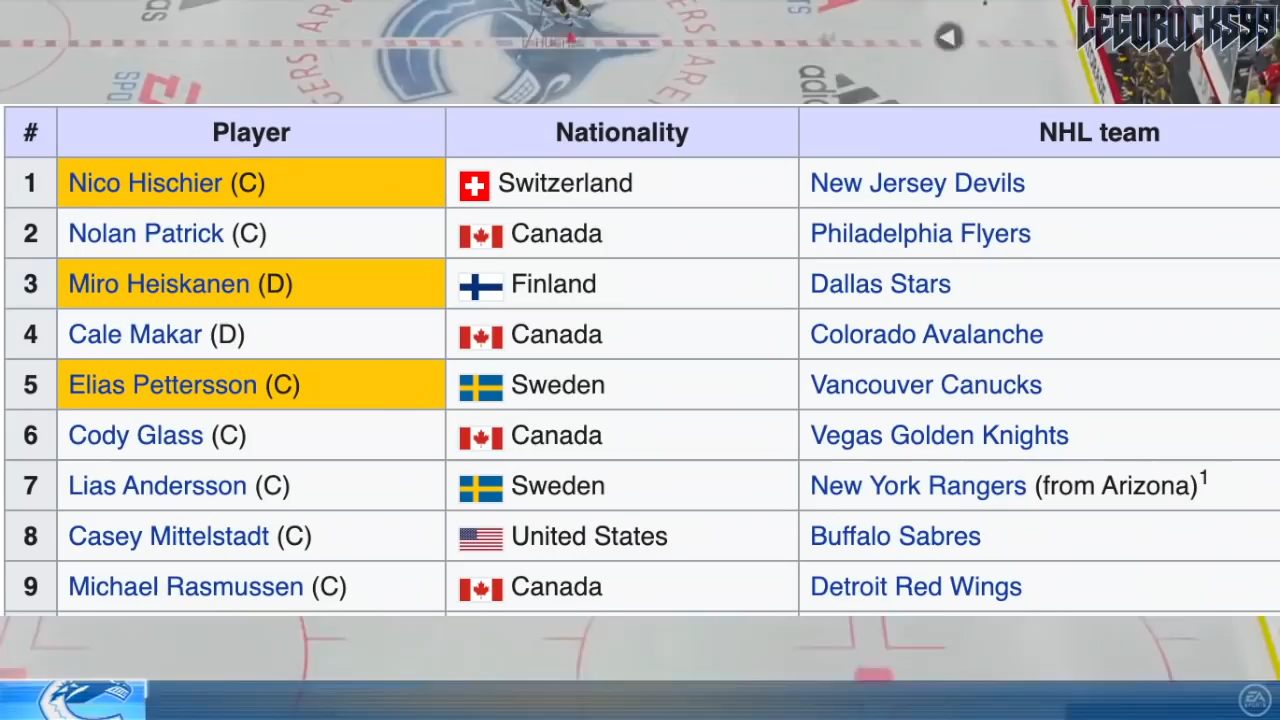 LEGOROCKS99
# Player Nationality NHL team
1 Nico Hischier (C) Switzerland New Jersey Devils
2 Nolan Patrick (C) Canada Philadelphia Flyers
3 Miro Heiskanen (D) Finland Dallas Stars
4 Cale Makar (D) Canada Colorado Avalanche
5 Elias Pettersson (C) Sweden Vancouver Canucks
6 Cody Glass (C) Canada Vegas Golden Knights
7 Lias Andersson (C) Sweden New York Rangers (from Arizona)1
8 Casey Mittelstadt (C) United States Buffalo Sabres
9 Michael Rasmussen (C) Canada Detroit Red Wings
EA
SPORTS